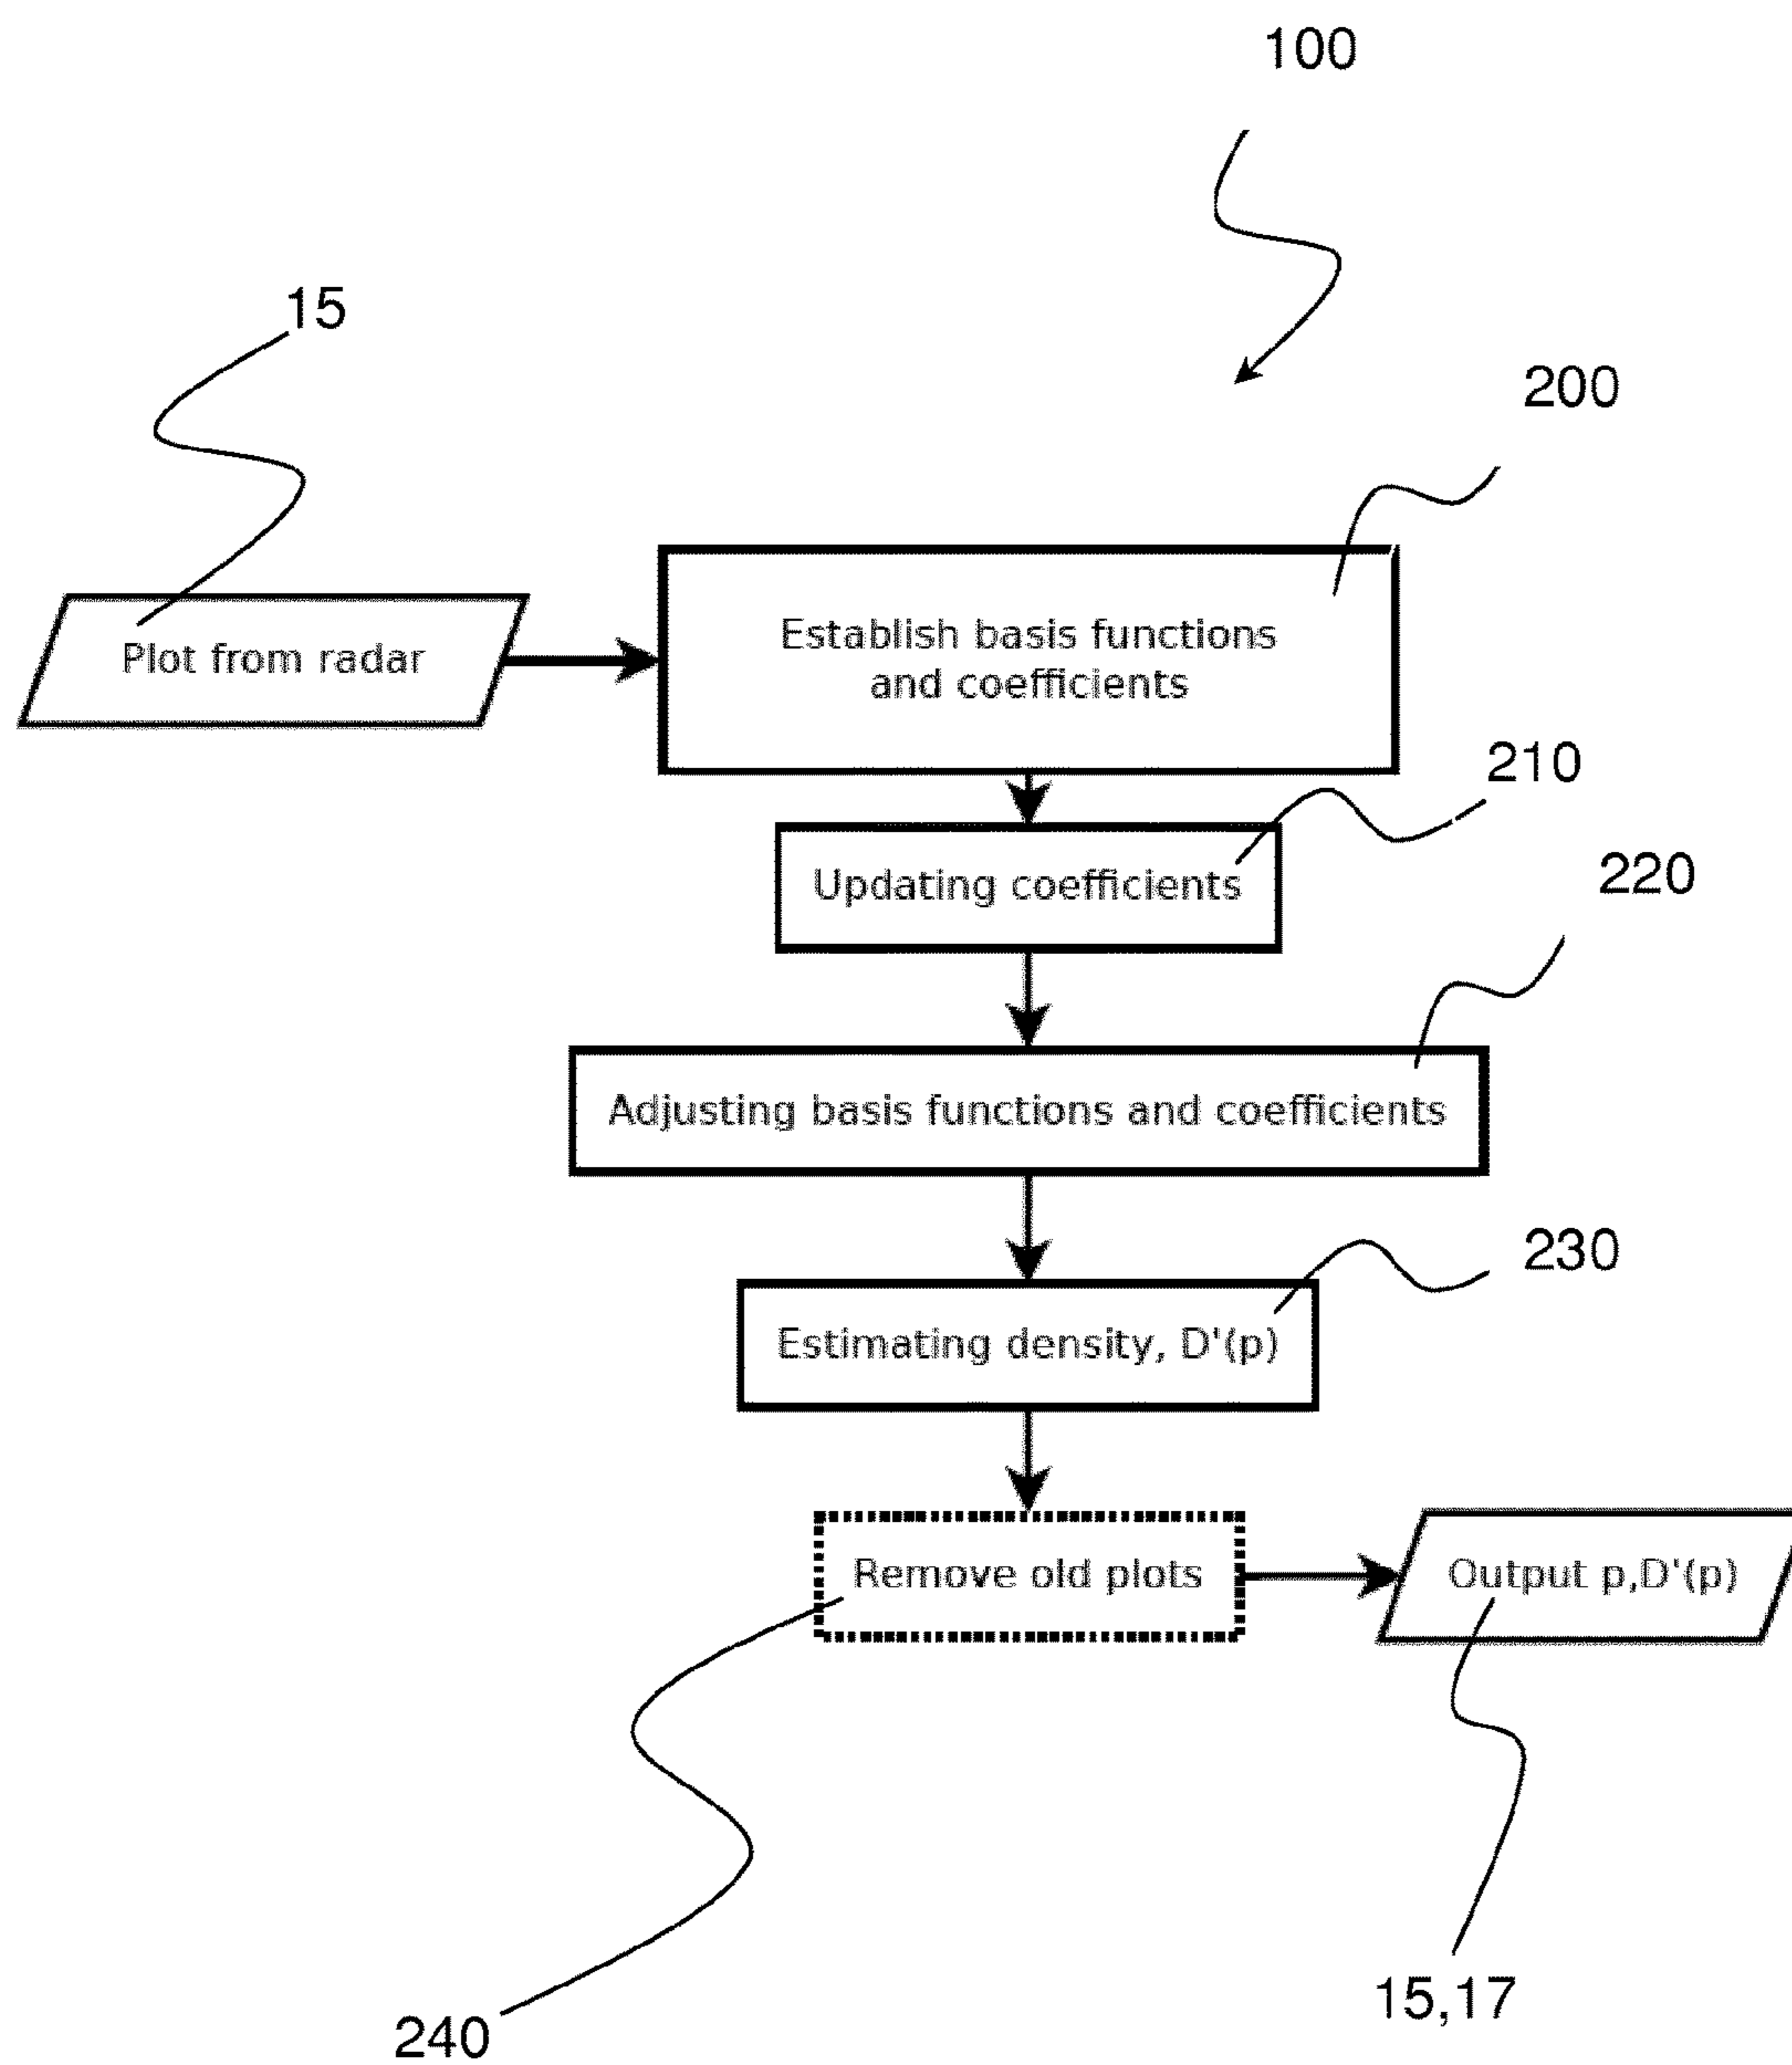 100
15
200
Plot from radar
Establish basis functions
and coefficients
210
Updating coefficients
220
Adjusting basis functions and coefficients
230
Estimating density, D'(p)
Remove old plots
Output p,D'(p)
240
15,17